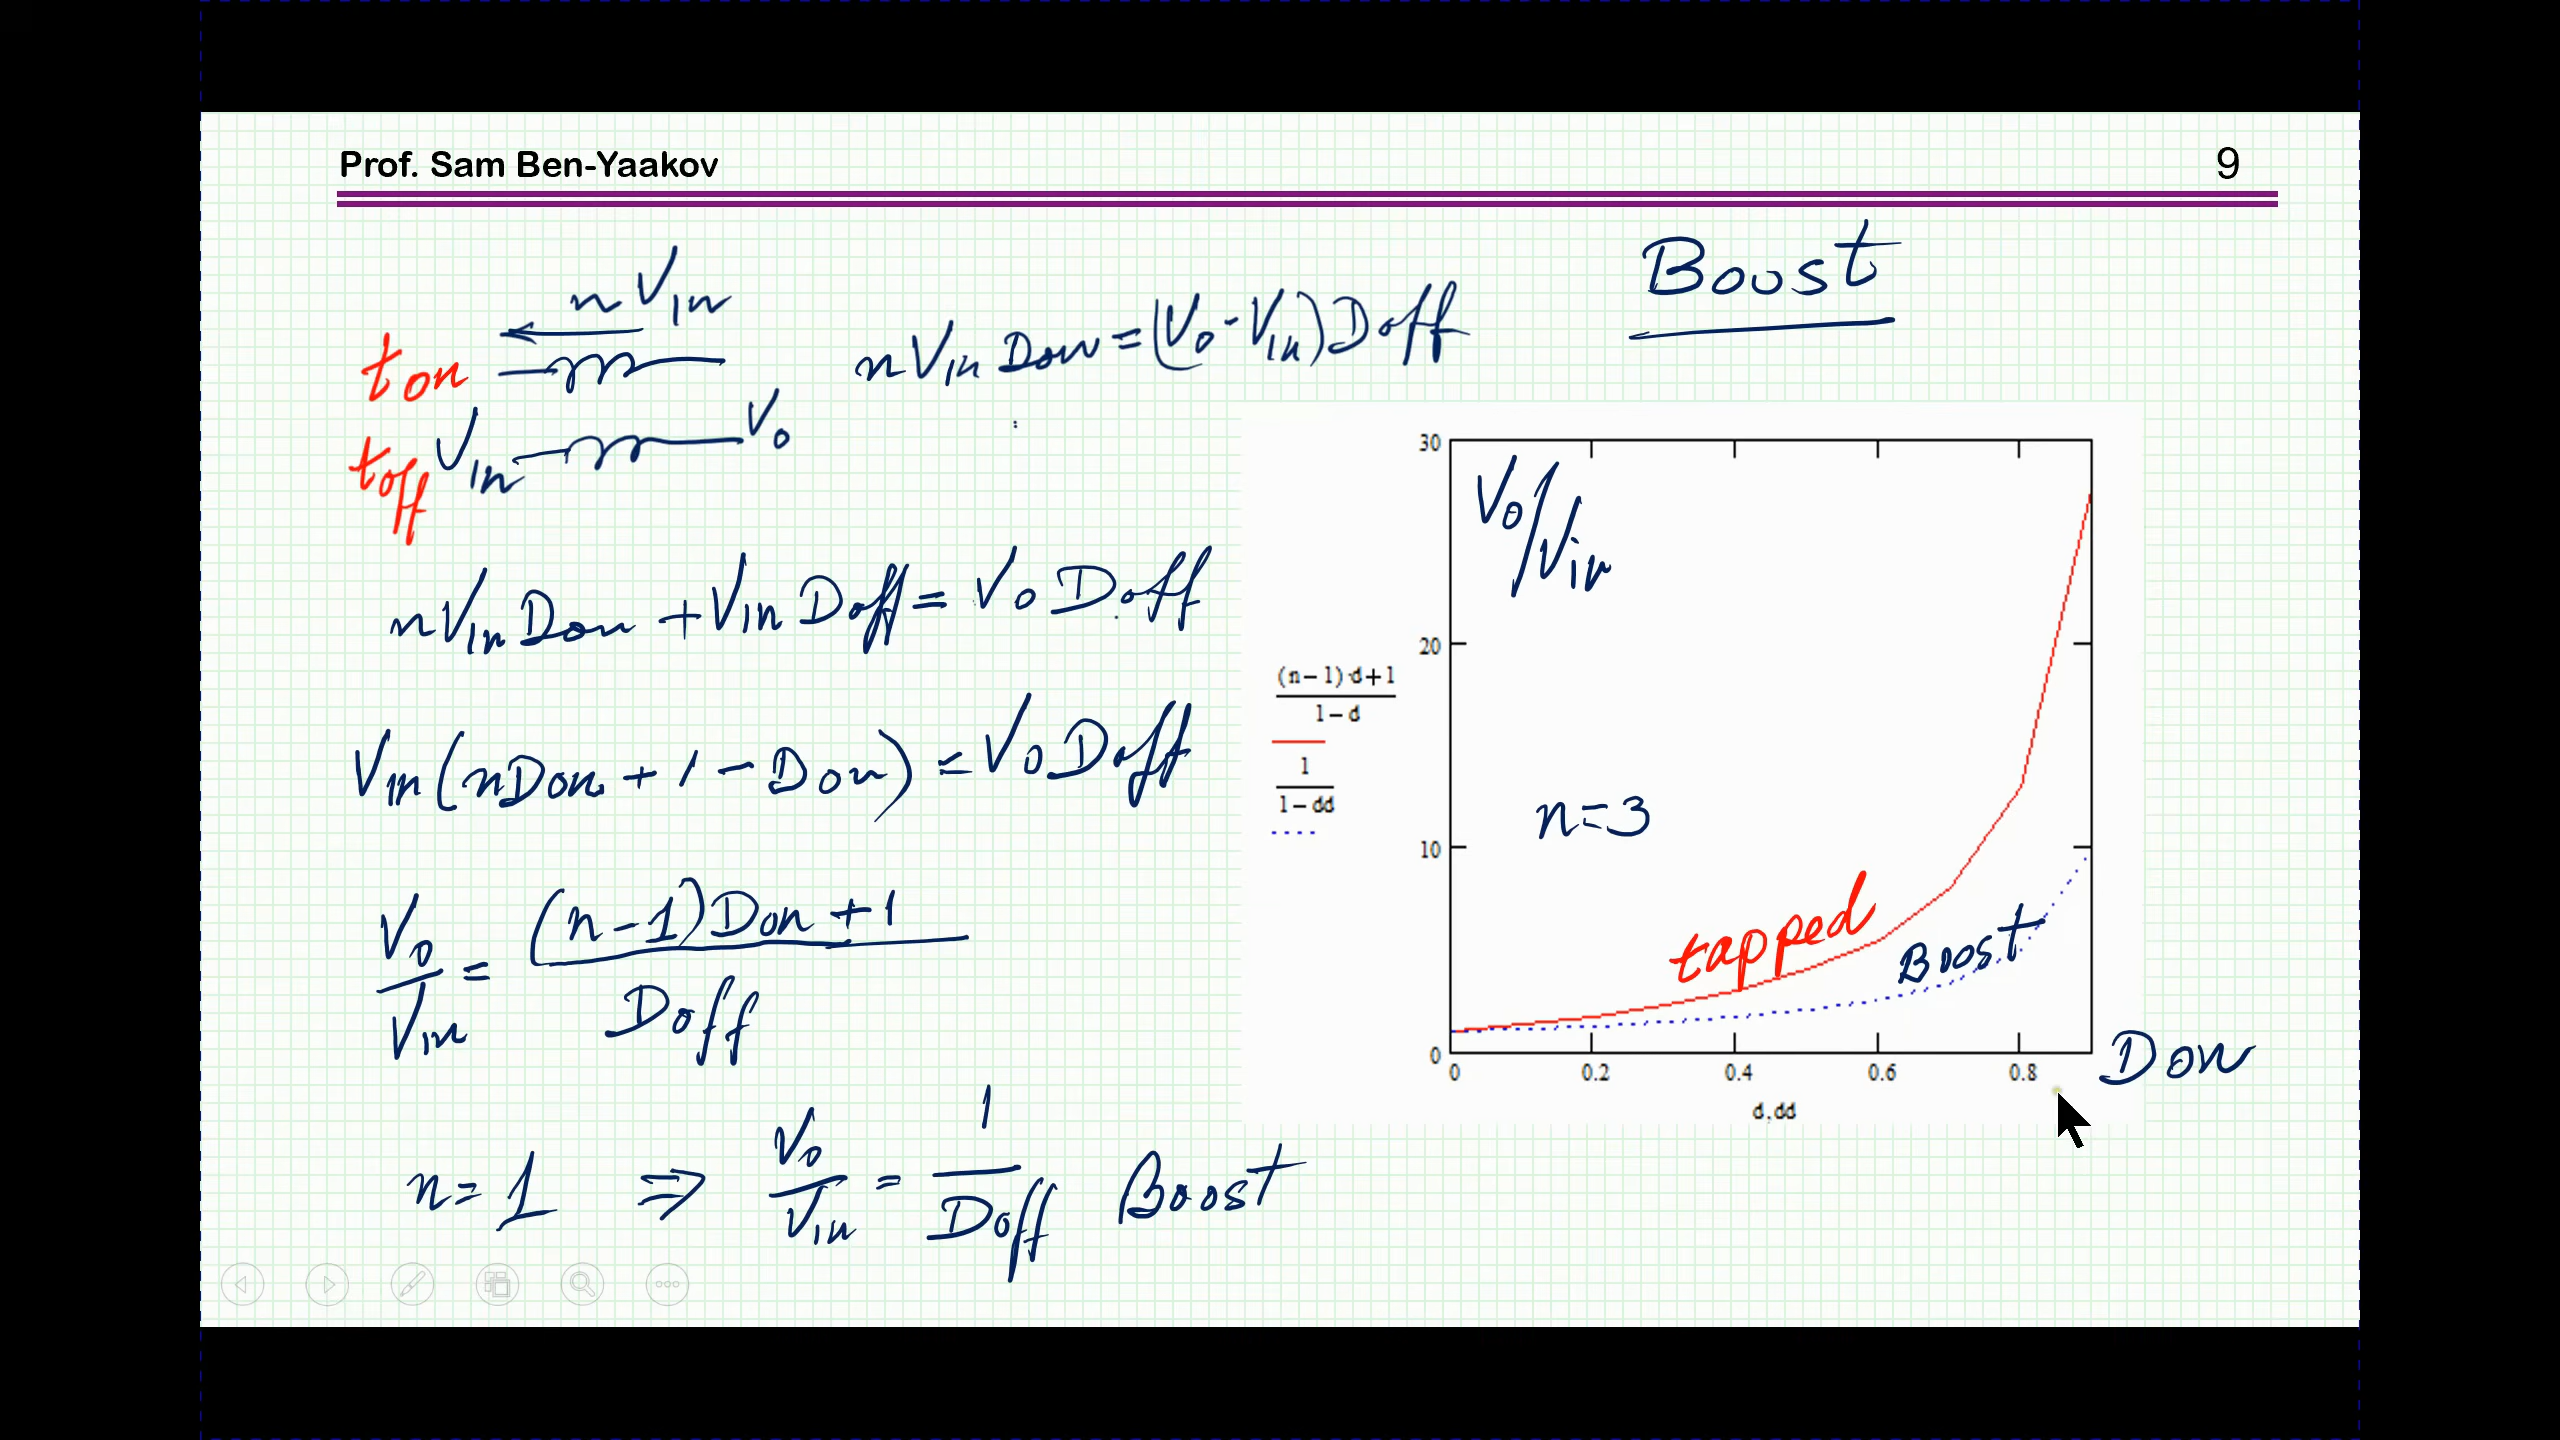 Prof. Sam Ben-Yaakov
9
Boost
nVin
ton
nVin Don = (Vo - Vin) Doff
toff Vin Vo
nVin Don + Vin Doff = Vo Doff
Vin (nDon + 1 - Don) = Vo Doff
Vo/Vin = ((n-1) Don + 1) / Doff
n = 1 ⇒ Vo/Vin = 1/Doff Boost
30
Vo/Vin
20
(n-1)·d+1
1-d
1
1-dd
n=3
10
tapped
Boost
0
0 0.2 0.4 0.6 0.8
Don
d,dd